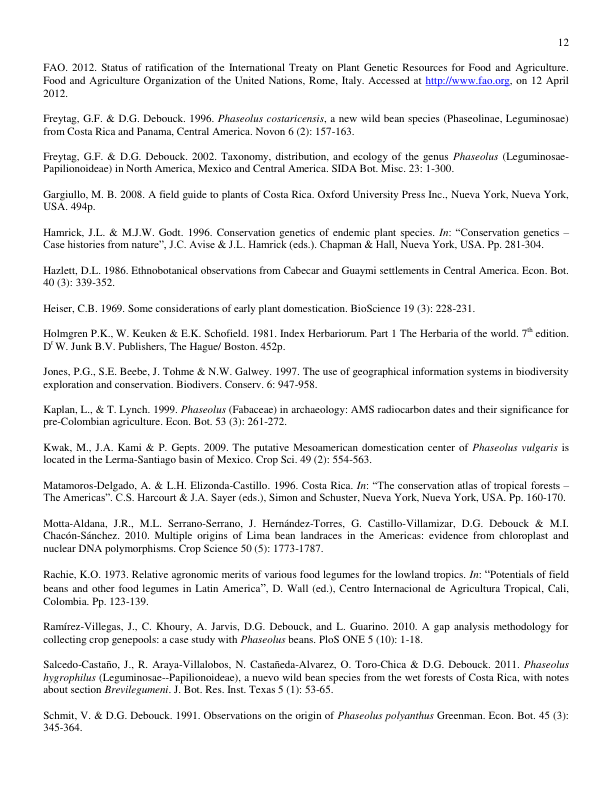 12
FAO. 2012. Status of ratification of the International Treaty on Plant Genetic Resources for Food and Agriculture.
Food and Agriculture Organization of the United Nations, Rome, Italy. Accessed at http://www.fao.org, on 12 April
2012.
Freytag, G.F. & D.G. Debouck. 1996. Phaseolus costaricensis, a new wild bean species (Phaseolinae, Leguminosae)
from Costa Rica and Panama, Central America. Novon 6 (2): 157-163.
Freytag, G.F. & D.G. Debouck. 2002. Taxonomy, distribution, and ecology of the genus Phaseolus (Leguminosae-
Papilionoideae) in North America, Mexico and Central America. SIDA Bot. Misc. 23: 1-300.
Gargiullo, M. B. 2008. A field guide to plants of Costa Rica. Oxford University Press Inc., Nueva York, Nueva York,
USA. 494p.
Hamrick, J.L. & M.J.W. Godt. 1996. Conservation genetics of endemic plant species. In: “Conservation genetics –
Case histories from nature”, J.C. Avise & J.L. Hamrick (eds.). Chapman & Hall, Nueva York, USA. Pp. 281-304.
Hazlett, D.L. 1986. Ethnobotanical observations from Cabecar and Guaymi settlements in Central America. Econ. Bot.
40 (3): 339-352.
Heiser, C.B. 1969. Some considerations of early plant domestication. BioScience 19 (3): 228-231.
Holmgren P.K., W. Keuken & E.K. Schofield. 1981. Index Herbariorum. Part 1 The Herbaria of the world. 7th edition.
Dr W. Junk B.V. Publishers, The Hague/ Boston. 452p.
Jones, P.G., S.E. Beebe, J. Tohme & N.W. Galwey. 1997. The use of geographical information systems in biodiversity
exploration and conservation. Biodivers. Conserv. 6: 947-958.
Kaplan, L., & T. Lynch. 1999. Phaseolus (Fabaceae) in archaeology: AMS radiocarbon dates and their significance for
pre-Colombian agriculture. Econ. Bot. 53 (3): 261-272.
Kwak, M., J.A. Kami & P. Gepts. 2009. The putative Mesoamerican domestication center of Phaseolus vulgaris is
located in the Lerma-Santiago basin of Mexico. Crop Sci. 49 (2): 554-563.
Matamoros-Delgado, A. & L.H. Elizonda-Castillo. 1996. Costa Rica. In: “The conservation atlas of tropical forests –
The Americas”. C.S. Harcourt & J.A. Sayer (eds.), Simon and Schuster, Nueva York, Nueva York, USA. Pp. 160-170.
Motta-Aldana, J.R., M.L. Serrano-Serrano, J. Hernández-Torres, G. Castillo-Villamizar, D.G. Debouck & M.I.
Chacón-Sánchez. 2010. Multiple origins of Lima bean landraces in the Americas: evidence from chloroplast and
nuclear DNA polymorphisms. Crop Science 50 (5): 1773-1787.
Rachie, K.O. 1973. Relative agronomic merits of various food legumes for the lowland tropics. In: “Potentials of field
beans and other food legumes in Latin America”, D. Wall (ed.), Centro Internacional de Agricultura Tropical, Cali,
Colombia. Pp. 123-139.
Ramírez-Villegas, J., C. Khoury, A. Jarvis, D.G. Debouck, and L. Guarino. 2010. A gap analysis methodology for
collecting crop genepools: a case study with Phaseolus beans. PloS ONE 5 (10): 1-18.
Salcedo-Castaño, J., R. Araya-Villalobos, N. Castañeda-Alvarez, O. Toro-Chica & D.G. Debouck. 2011. Phaseolus
hygrophilus (Leguminosae--Papilionoideae), a nuevo wild bean species from the wet forests of Costa Rica, with notes
about section Brevilegumeni. J. Bot. Res. Inst. Texas 5 (1): 53-65.
Schmit, V. & D.G. Debouck. 1991. Observations on the origin of Phaseolus polyanthus Greenman. Econ. Bot. 45 (3):
345-364.